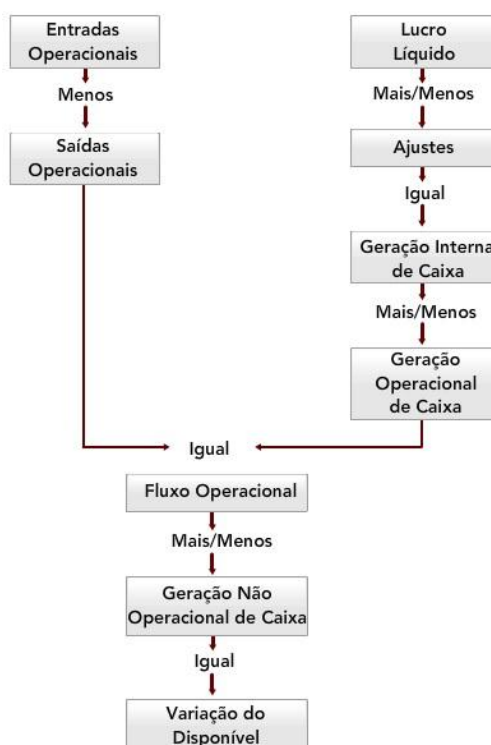 Entradas
Operacionais
Menos
Saídas
Operacionais
Lucro
Líquido
Mais/Menos
Ajustes
Igual
Geração Interna
de Caixa
Mais/Menos
Geração
Operacional
de Caixa
Igual
Fluxo Operacional
Mais/Menos
Geração Não
Operacional de Caixa
Igual
Variação do
Disponível